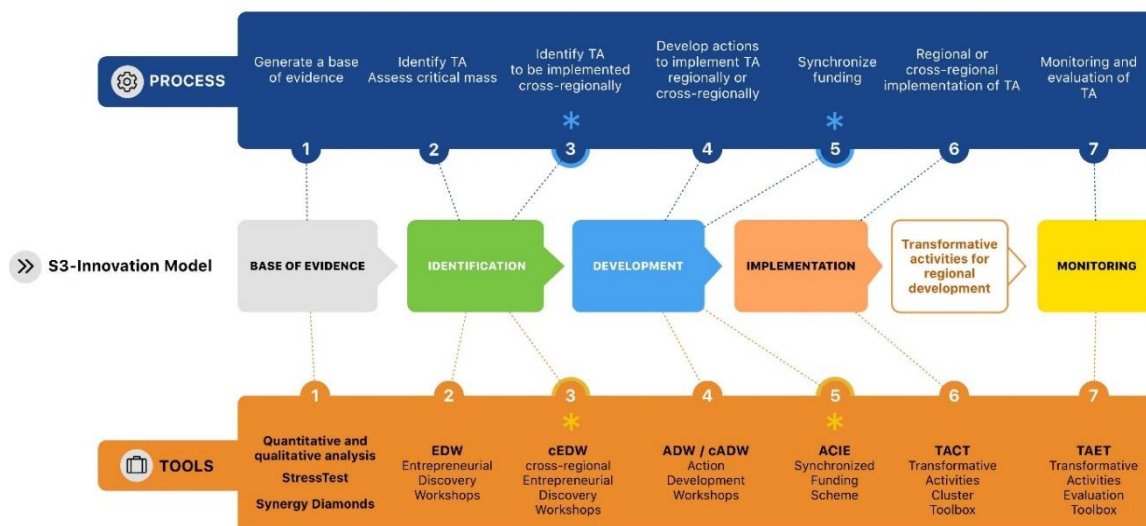 PROCESS
Generate a base
of evidence
Identify TA
Assess critical mass
Identify TA
to be implemented
cross-regionally
Develop actions
to implement TA
regionally or
cross-regionally
Synchronize
funding
Regional or
cross-regional
implementation of TA
Monitoring and
evaluation of
TA
*
*
1
2
3
4
5
6
7
S3-Innovation Model
BASE OF EVIDENCE
IDENTIFICATION
DEVELOPMENT
IMPLEMENTATION
Transformative
activities for
regional
development
MONITORING
1
2
3
4
5
6
7
*
*
TOOLS
Quantitative and
qualitative analysis
StressTest
Synergy Diamonds
EDW
Entrepreneurial
Discovery
Workshops
cEDW
cross-regional
Entrepreneurial
Discovery
Workshops
ADW / cADW
Action
Development
Workshops
ACIE
Synchronized
Funding
Scheme
TACT
Transformative
Activities
Cluster
Toolbox
TAET
Transformative
Activities
Evaluation
Toolbox